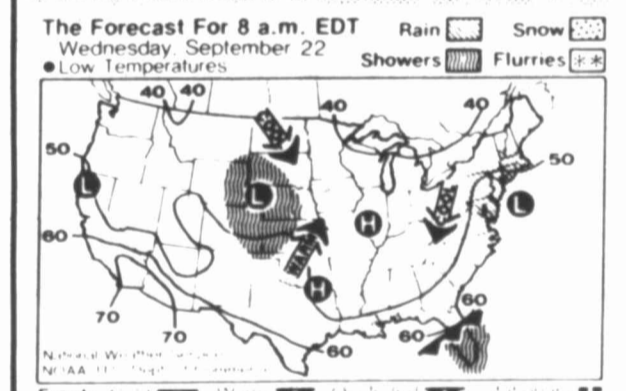 The Forecast For 8 a.m. EDT
Wednesday, September 22
● Low Temperatures
Rain
Snow
Showers
Flurries
40 40
40
40
50
50
L
L
L
H
60
WARM
H
60
70
70
60
60
National Weather Service